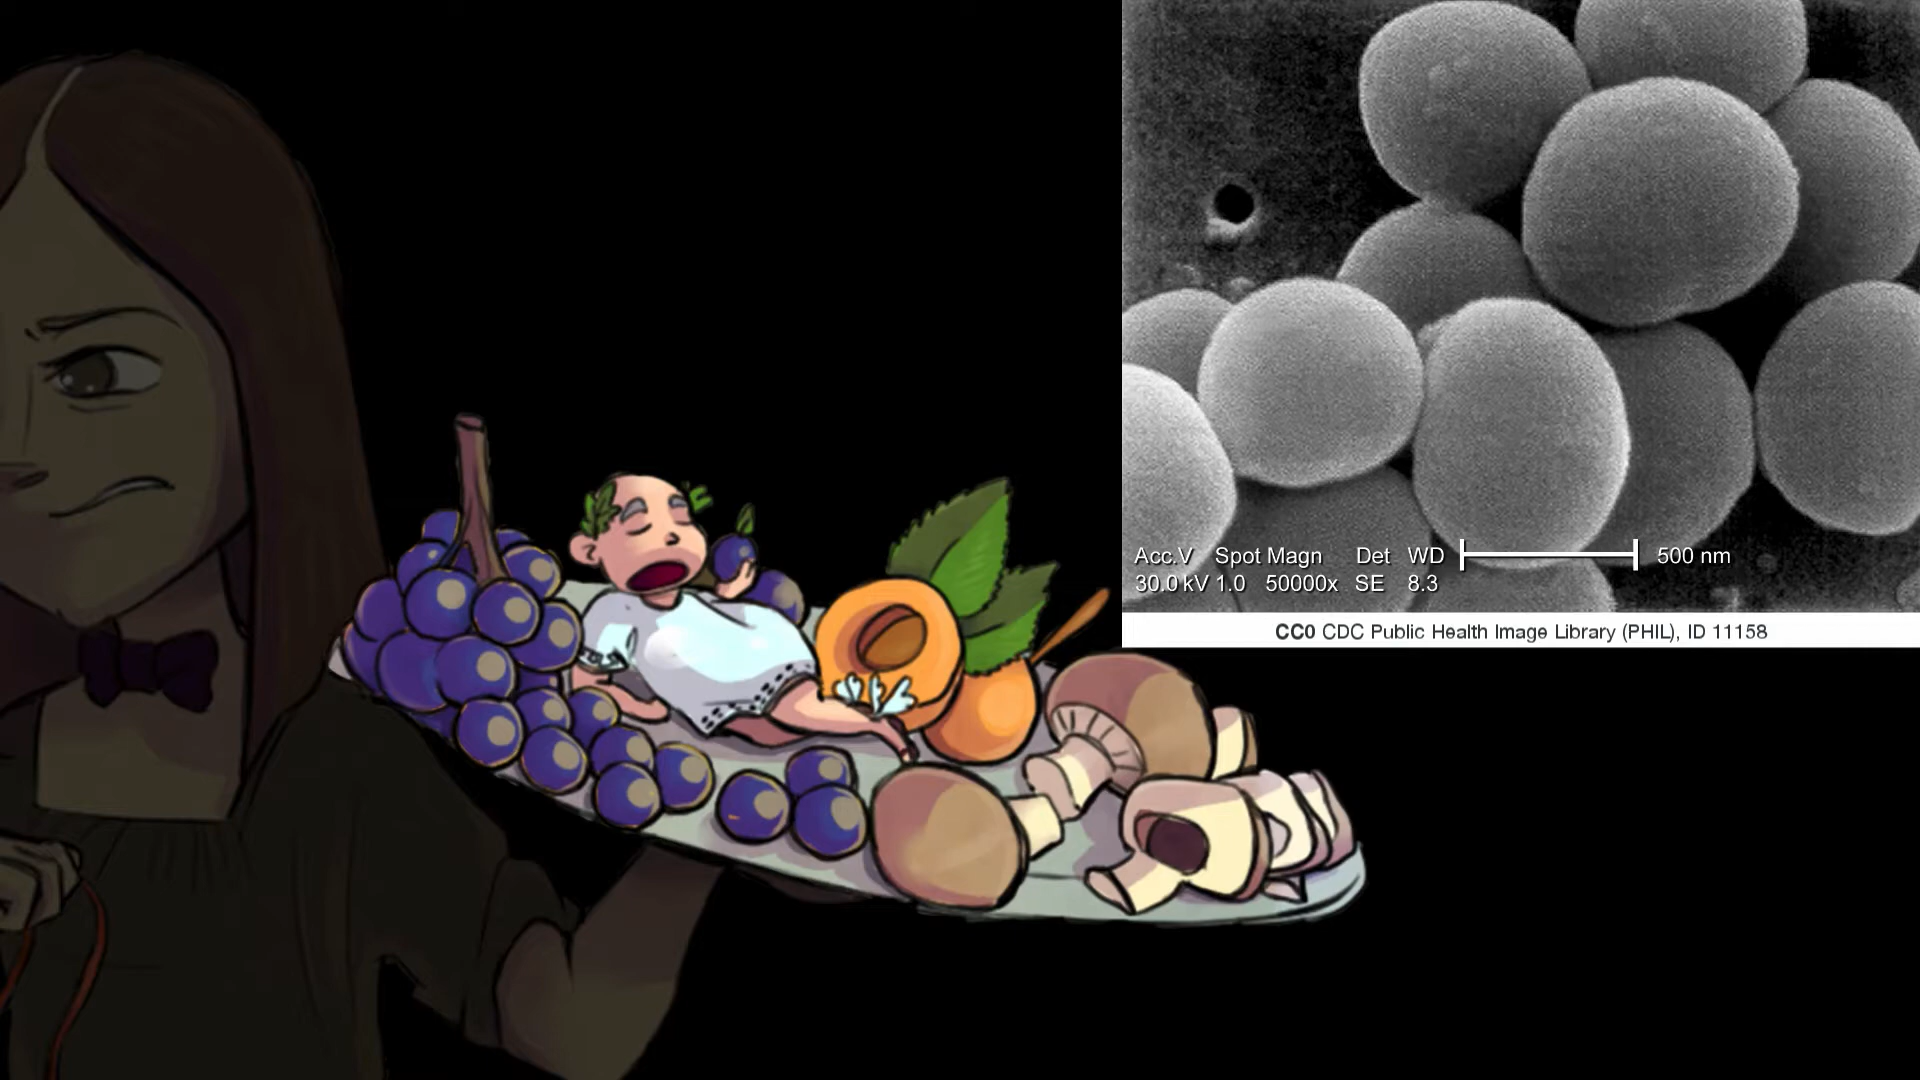 Acc.V Spot Magn Det WD 500 nm
30.0 kV 1.0 50000x SE 8.3
CC0 CDC Public Health Image Library (PHIL), ID 11158